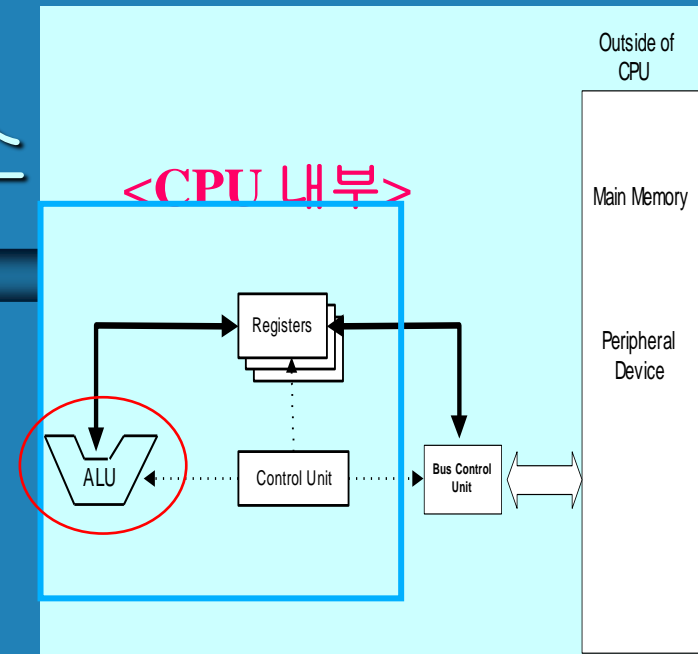 Outside of
CPU
<CPU 내부>
Main Memory
Registers
Peripheral
Device
ALU
Control Unit
Bus Control
Unit